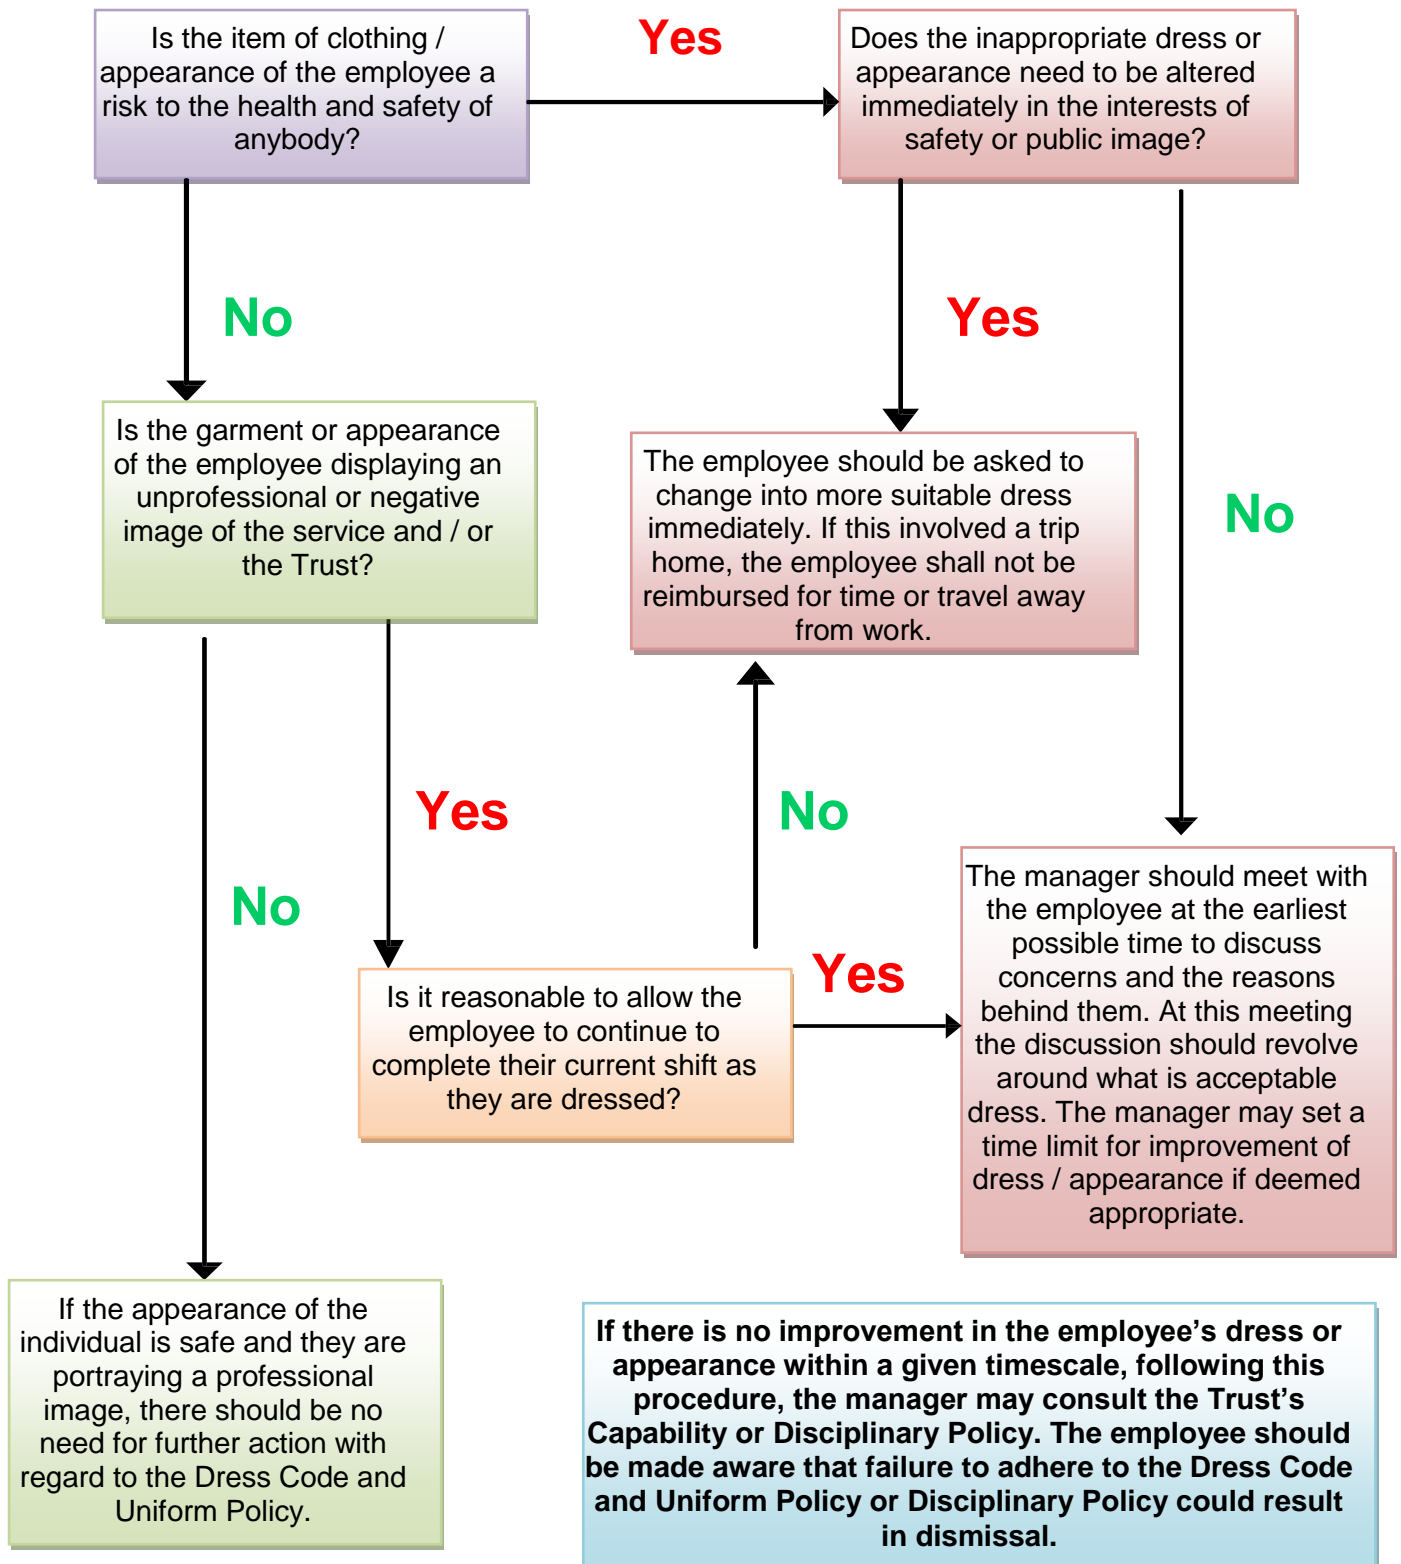 Is the item of clothing /
appearance of the employee a
risk to the health and safety of
anybody?
Yes
Does the inappropriate dress or
appearance need to be altered
immediately in the interests of
safety or public image?
No
Yes
Is the garment or appearance
of the employee displaying an
unprofessional or negative
image of the service and / or
the Trust?
The employee should be asked to
change into more suitable dress
immediately. If this involved a trip
home, the employee shall not be
reimbursed for time or travel away
from work.
No
Yes
No
No
Yes
Is it reasonable to allow the
employee to continue to
complete their current shift as
they are dressed?
The manager should meet with
the employee at the earliest
possible time to discuss
concerns and the reasons
behind them. At this meeting
the discussion should revolve
around what is acceptable
dress. The manager may set a
time limit for improvement of
dress / appearance if deemed
appropriate.
If the appearance of the
individual is safe and they are
portraying a professional
image, there should be no
need for further action with
regard to the Dress Code and
Uniform Policy.
If there is no improvement in the employee’s dress or
appearance within a given timescale, following this
procedure, the manager may consult the Trust’s
Capability or Disciplinary Policy. The employee should
be made aware that failure to adhere to the Dress Code
and Uniform Policy or Disciplinary Policy could result
in dismissal.